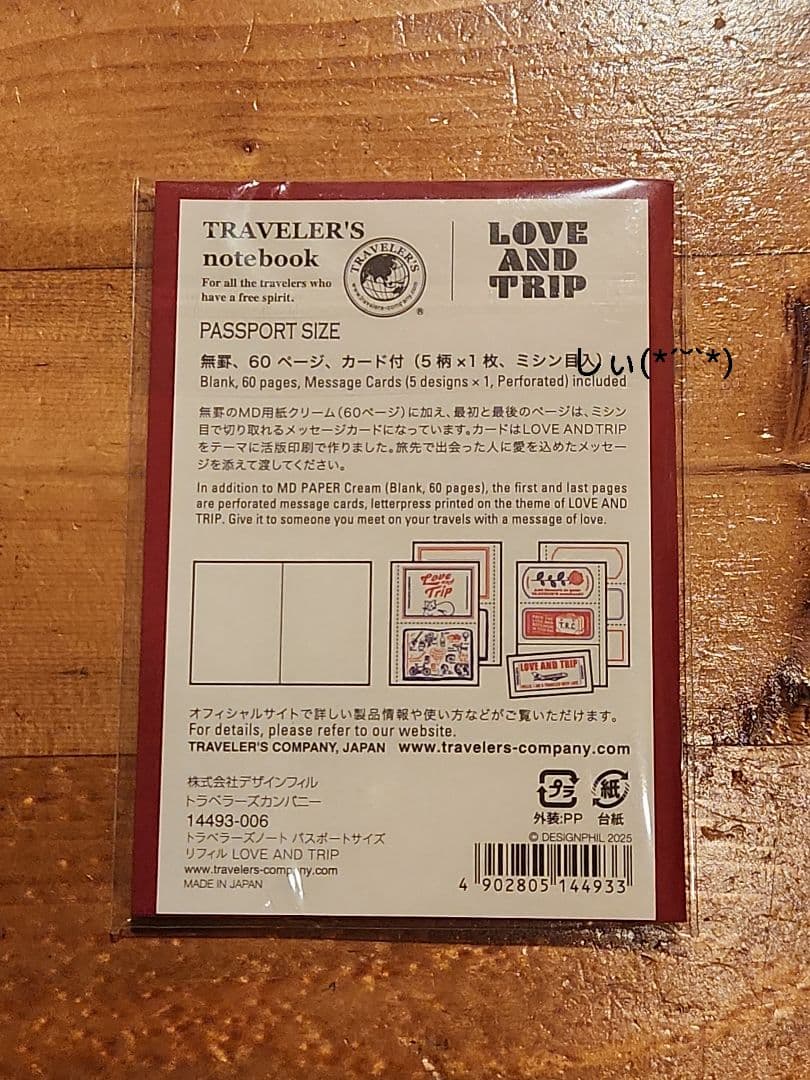 TRAVELER'S
notebook
For all the travelers who
have a free spirit.
TRAVELER'S
www.travelers-company.com
®
LOVE
AND
TRIP
PASSPORT SIZE
無罫、60 ページ、カード付（5 柄×1 枚、ミシン目入）
しぃ(*´˘`*)
Blank, 60 pages, Message Cards (5 designs × 1, Perforated) included
無罫のMD用紙クリーム（60ページ）に加え、最初と最後のページは、ミシン
目で切り取れるメッセージカードになっています。カードはLOVE AND TRIP
をテーマに活版印刷で作りました。旅先で出会った人に愛を込めたメッセー
ジを添えて渡してください。
In addition to MD PAPER Cream (Blank, 60 pages), the first and last pages
are perforated message cards, letterpress printed on the theme of LOVE AND
TRIP. Give it to someone you meet on your travels with a message of love.
Love
and
Trip
T.R.C.
LOVE AND TRIP
オフィシャルサイトで詳しい製品情報や使い方などがご覧いただけます。
For details, please refer to our website.
TRAVELER'S COMPANY, JAPAN www.travelers-company.com
株式会社デザインフィル
トラベラーズカンパニー
14493-006
トラベラーズノート パスポートサイズ
リフィル LOVE AND TRIP
www.travelers-company.com
MADE IN JAPAN
プラ
紙
外装:PP
台紙
© DESIGNPHIL 2025
4 902805 144933